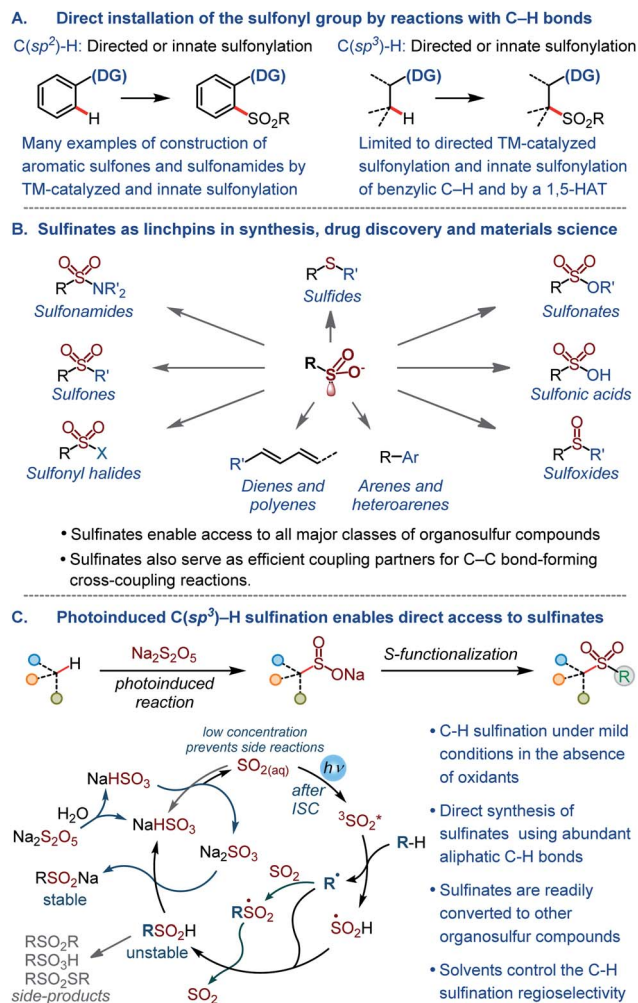 A. Direct installation of the sulfonyl group by reactions with C–H bonds
C(sp²)-H: Directed or innate sulfonylation
C(sp³)-H: Directed or innate sulfonylation
(DG)
H
(DG)
SO₂R
(DG)
H
(DG)
SO₂R
Many examples of construction of
aromatic sulfones and sulfonamides by
TM-catalyzed and innate sulfonylation
Limited to directed TM-catalyzed
sulfonylation and innate sulfonylation
of benzylic C–H and by a 1,5-HAT
B. Sulfinates as linchpins in synthesis, drug discovery and materials science
O O
R S NR'₂
Sulfonamides
R S R'
Sulfides
O O
R S OR'
Sulfonates
O O
R S R'
Sulfones
R S O O⁻
O O
R S OH
Sulfonic acids
O O
R S X
Sulfonyl halides
R'
Dienes and
polyenes
R–Ar
Arenes and
heteroarenes
O
R S R'
Sulfoxides
• Sulfinates enable access to all major classes of organosulfur compounds
• Sulfinates also serve as efficient coupling partners for C–C bond-forming
cross-coupling reactions.
C. Photoinduced C(sp³)–H sulfination enables direct access to sulfinates
H
Na₂S₂O₅
photoinduced
reaction
O
S
ONa
S-functionalization
O O
S
R
low concentration
prevents side reactions
SO₂(aq)
hν
after
ISC
³SO₂*
R-H
NaHSO₃
H₂O
Na₂S₂O₅
NaHSO₃
Na₂SO₃
RSO₂Na
stable
SO₂
R•
RṠO₂
ṠO₂H
RSO₂H
unstable
SO₂
RSO₂R
RSO₃H
RSO₂SR
side-products
• C-H sulfination under mild
conditions in the absence
of oxidants
• Direct synthesis of
sulfinates using abundant
aliphatic C-H bonds
• Sulfinates are readily
converted to other
organosulfur compounds
• Solvents control the C-H
sulfination regioselectivity